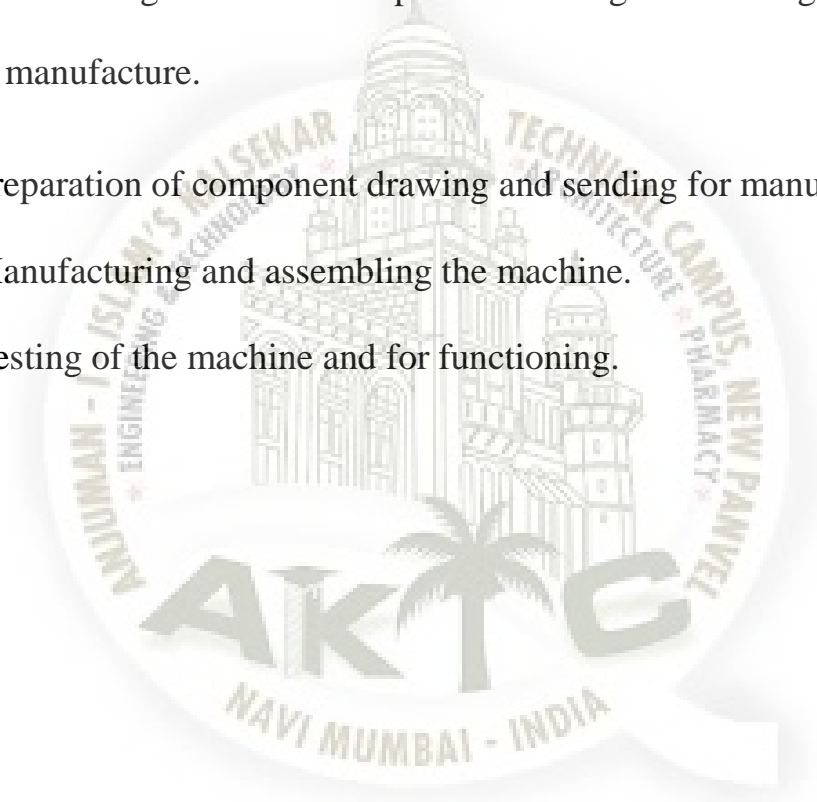 manufacture.
reparation of component drawing and sending for manu
anufacturing and assembling the machine.
esting of the machine and for functioning.
ANJUMAN - I - ISLAM'S KALSEKAR TECHNICAL CAMPUS, NEW PANVEL
ENGINEERING & TECHNOLOGY * ARCHITECTURE * PHARMACY *
AKTC
NAVI MUMBAI - INDIA